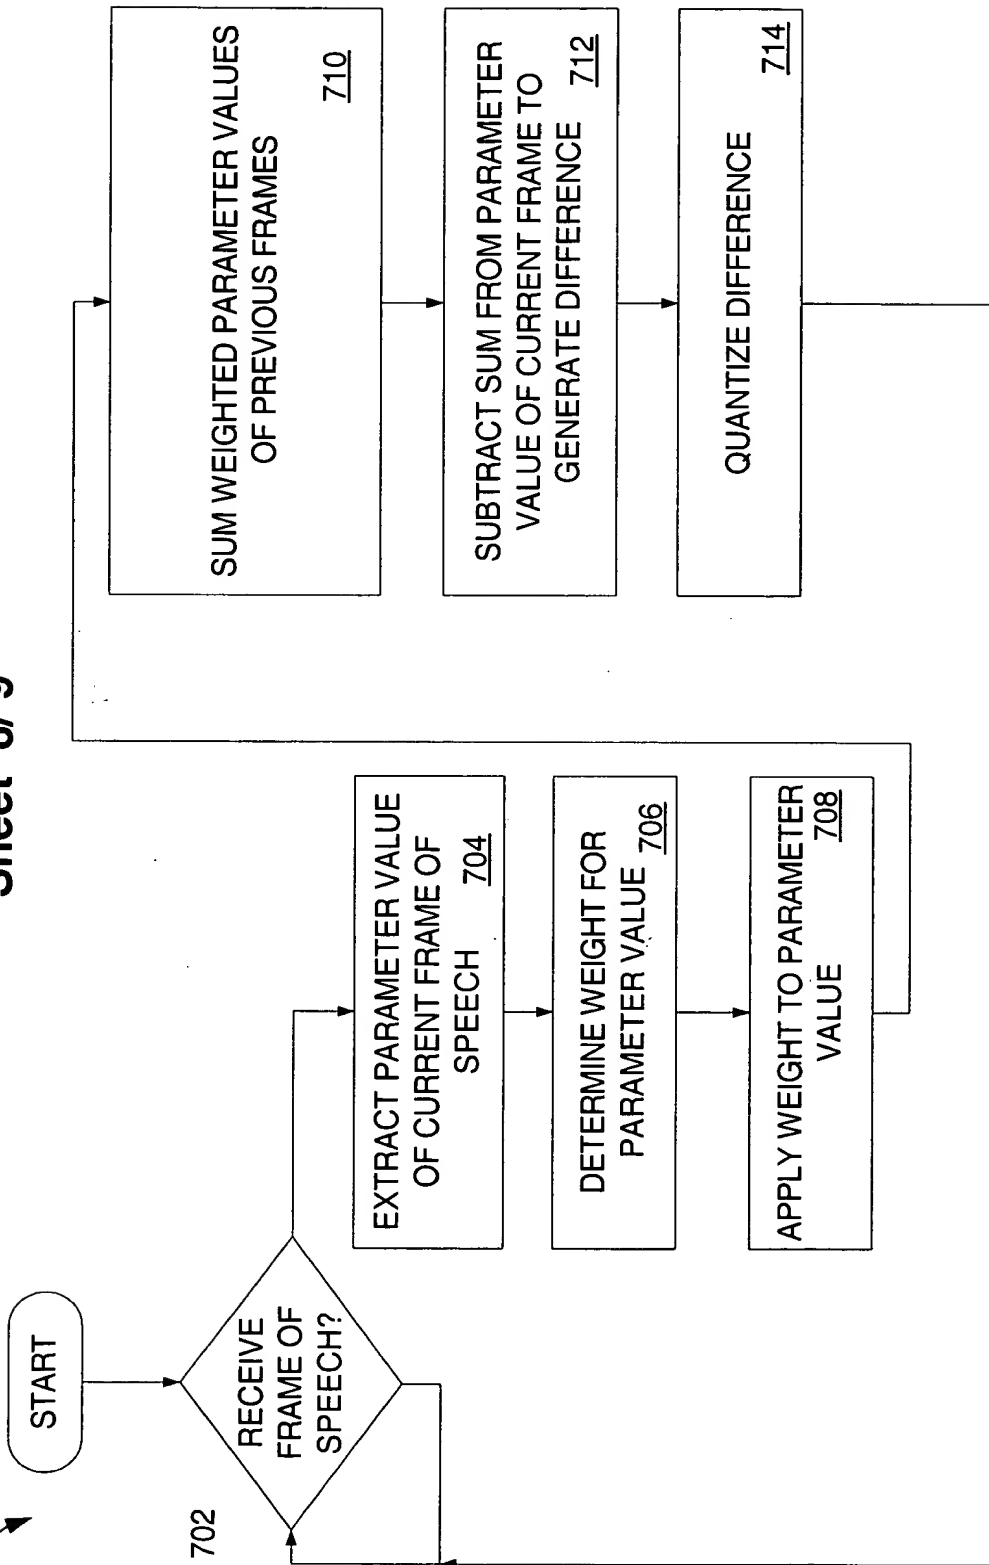 START
RECEIVE
FRAME OF
SPEECH?
702
EXTRACT PARAMETER VALUE
OF CURRENT FRAME OF
SPEECH
704
DETERMINE WEIGHT FOR
PARAMETER VALUE
706
APPLY WEIGHT TO PARAMETER
VALUE
708
SUM WEIGHTED PARAMETER VALUES
OF PREVIOUS FRAMES
710
SUBTRACT SUM FROM PARAMETER
VALUE OF CURRENT FRAME TO
GENERATE DIFFERENCE
712
QUANTIZE DIFFERENCE
714